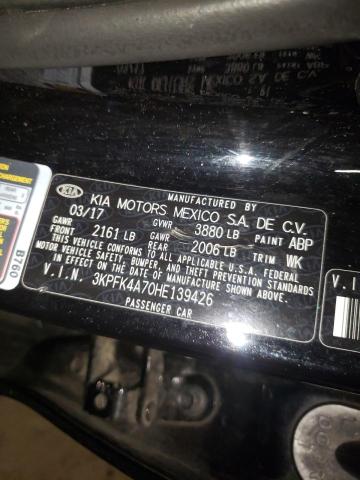 MANUFACTURED BY
KIA KIA MOTORS MEXICO S.A. DE C.V.
03/17 GVWR 3880 LB PAINT ABP
GAWR FRONT 2161 LB GAWR REAR 2006 LB TRIM WK
THIS VEHICLE CONFORMS TO ALL APPLICABLE U.S.A. FEDERAL
MOTOR VEHICLE SAFETY, BUMPER AND THEFT PREVENTION
STANDARDS IN EFFECT ON THE DATE OF MANUFACTURE SHOWN ABOVE
V.I.N. 3KPFK4A70HE139426
PASSENGER CAR
B760
V.I